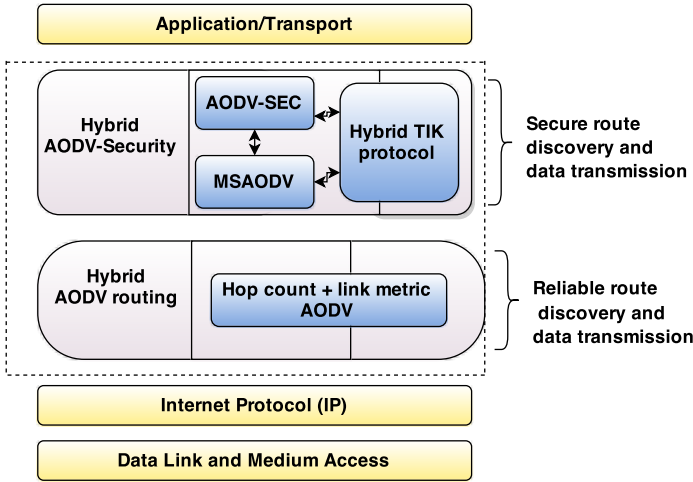 Application/Transport
Hybrid
AODV-Security
AODV-SEC
MSAODV
Hybrid TIK
protocol
Secure route
discovery and
data transmission
Hybrid
AODV routing
Hop count + link metric
AODV
Reliable route
discovery and
data transmission
Internet Protocol (IP)
Data Link and Medium Access